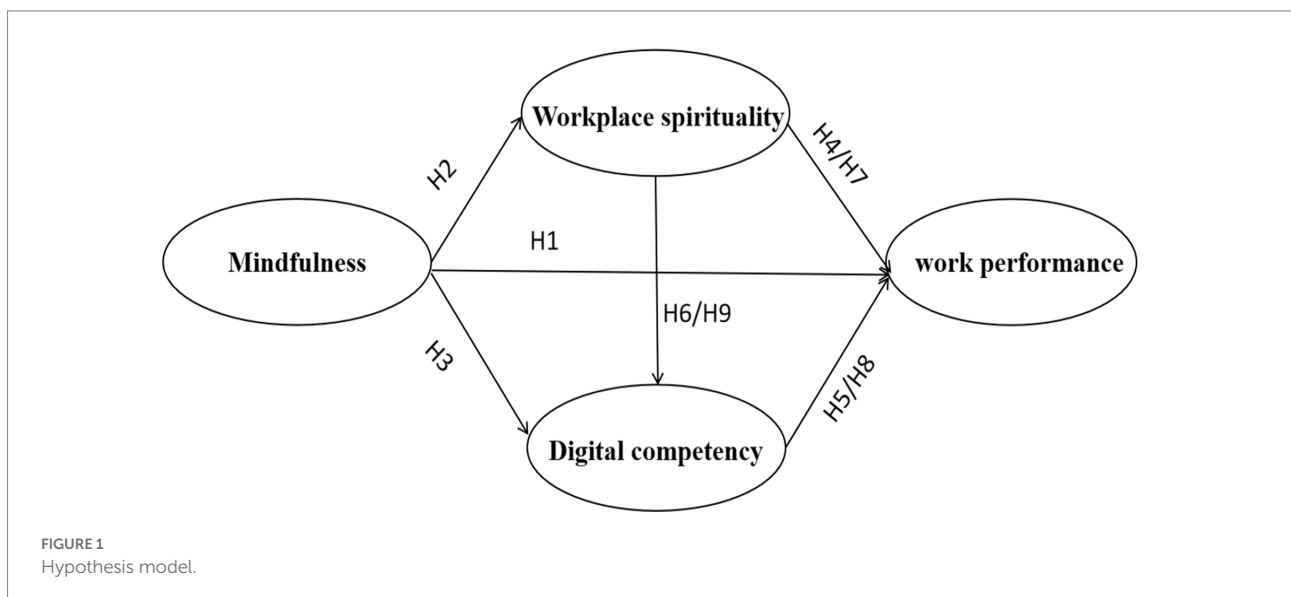 Workplace spirituality
H4/H7
H2
H1
Mindfulness
work performance
H6/H9
H3
H5/H8
Digital competency
FIGURE 1
Hypothesis model.